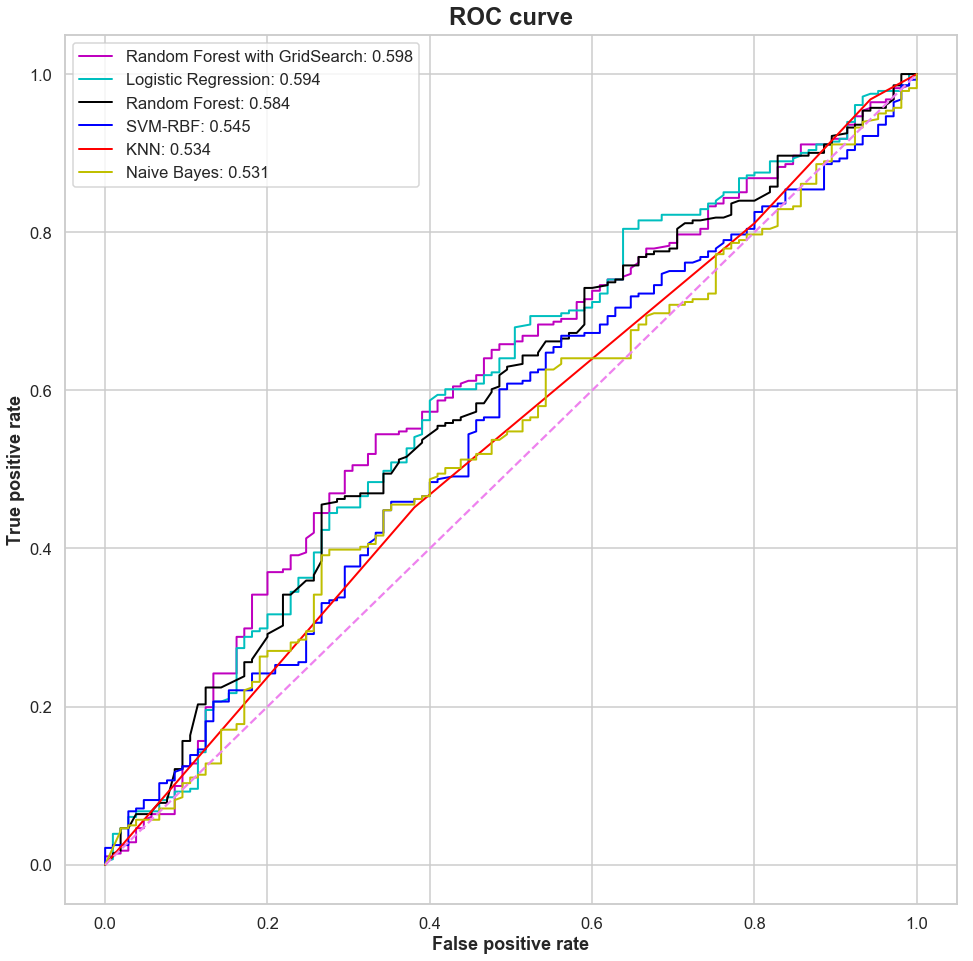 ROC curve
Random Forest with GridSearch: 0.598
Logistic Regression: 0.594
Random Forest: 0.584
SVM-RBF: 0.545
KNN: 0.534
Naive Bayes: 0.531
True positive rate
1.0
0.8
0.6
0.4
0.2
0.0
0.0 0.2 0.4 0.6 0.8 1.0
False positive rate